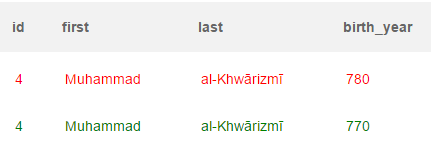 id first last birth_year
4 Muhammad al-Khwārizmī 780
4 Muhammad al-Khwārizmī 770